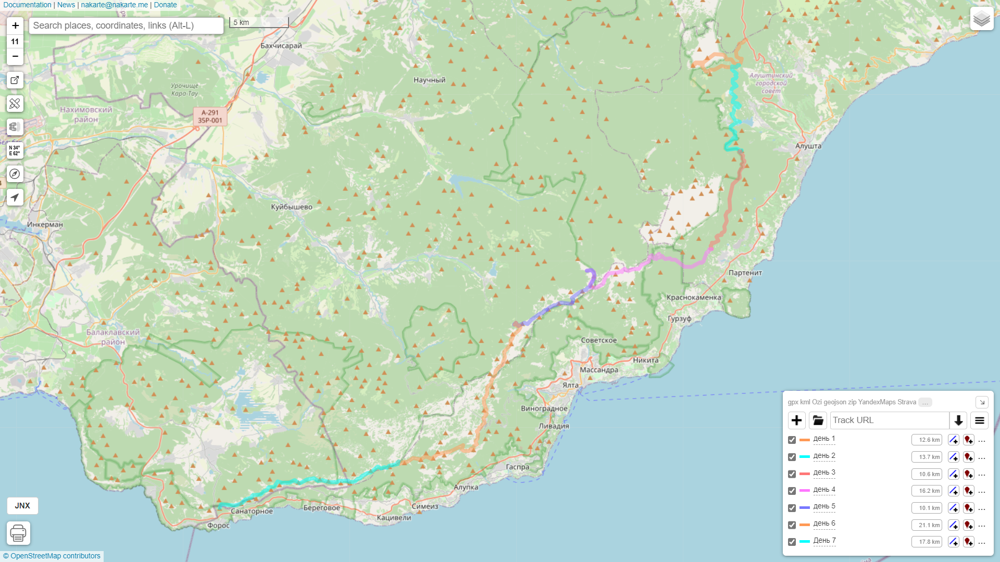 Documentation | News | nakarte@nakarte.me | Donate
+
11
−
Search places, coordinates, links (Alt-L)
5 km
Бахчисарай
Научный
Урочище
Кара-Тау
Нахимовский
район
А-291
35Р-001
Алуштинский
городской
совет
N 34°
E 62°
Алушта
Куйбышево
Инкерман
Партенит
Краснокаменка
Гурзуф
Балаклавский
район
Советское
Никита
Массандра
Ялта
Виноградное
Ливадия
Гаспра
Алупка
Симеиз
Береговое
Кацивели
Санаторное
Форос
JNX
gpx kml Ozi geojson zip YandexMaps Strava ...
Track URL
день 1 12.6 km ...
день 2 13.7 km ...
день 3 10.6 km ...
день 4 16.2 km ...
день 5 10.1 km ...
день 6 21.1 km ...
День 7 17.8 km ...
© OpenStreetMap contributors